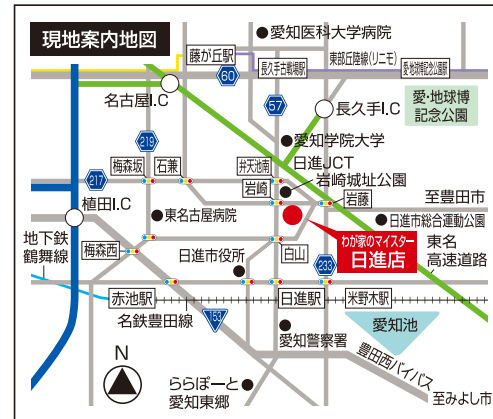 現地案内地図
愛知医科大学病院
藤が丘駅
長久手古戦場駅
東部丘陵線(リニモ)
愛・地球博記念公園駅
60
名古屋I.C
57
長久手I.C
愛・地球博
記念公園
219
愛知学院大学
日進JCT
217
梅森坂
石兼
弁天池南
岩崎
岩崎城址公園
岩藤
至豊田市
植田I.C
東名古屋病院
日進市総合運動公園
地下鉄
鶴舞線
梅森西
日進市役所
白山
わが家のマイスター
日進店
東名
高速道路
233
赤池駅
日進駅
米野木駅
名鉄豊田線
153
愛知警察署
愛知池
豊田西バイパス
N
ららぽーと
愛知東郷
至みよし市